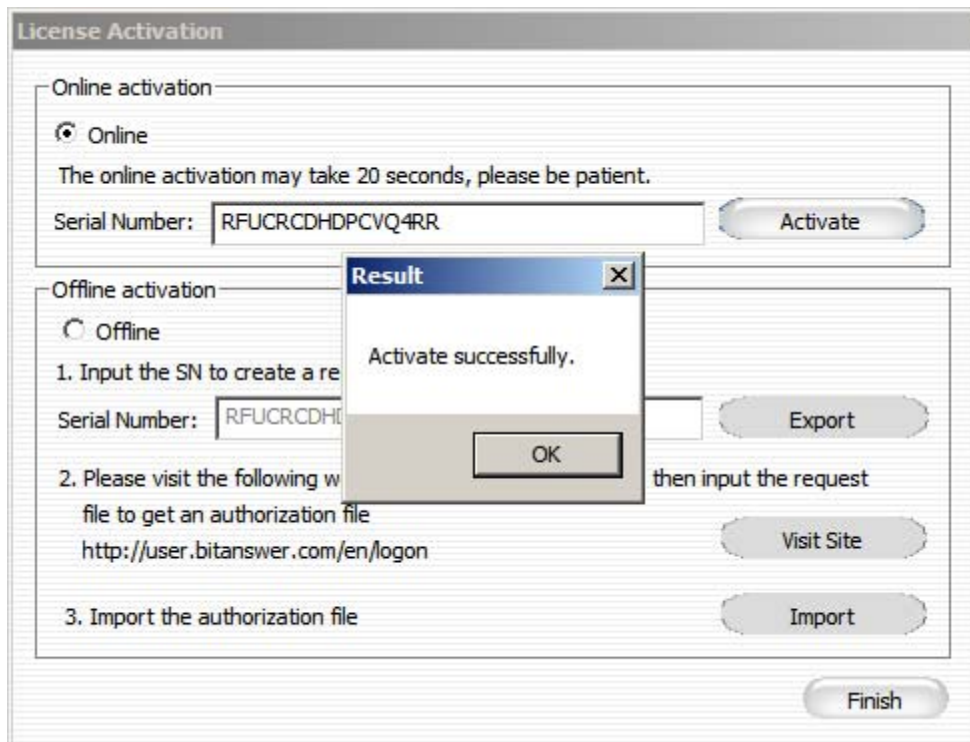 License Activation
Online activation
Online
The online activation may take 20 seconds, please be patient.
Serial Number: RFUCRCDHDPCVQ4RR Activate
Result
Activate successfully.
OK
Offline activation
Offline
1. Input the SN to create a re
Serial Number: RFUCRCDHD Export
2. Please visit the following w then input the request
file to get an authorization file
http://user.bitanswer.com/en/logon Visit Site
3. Import the authorization file Import
Finish